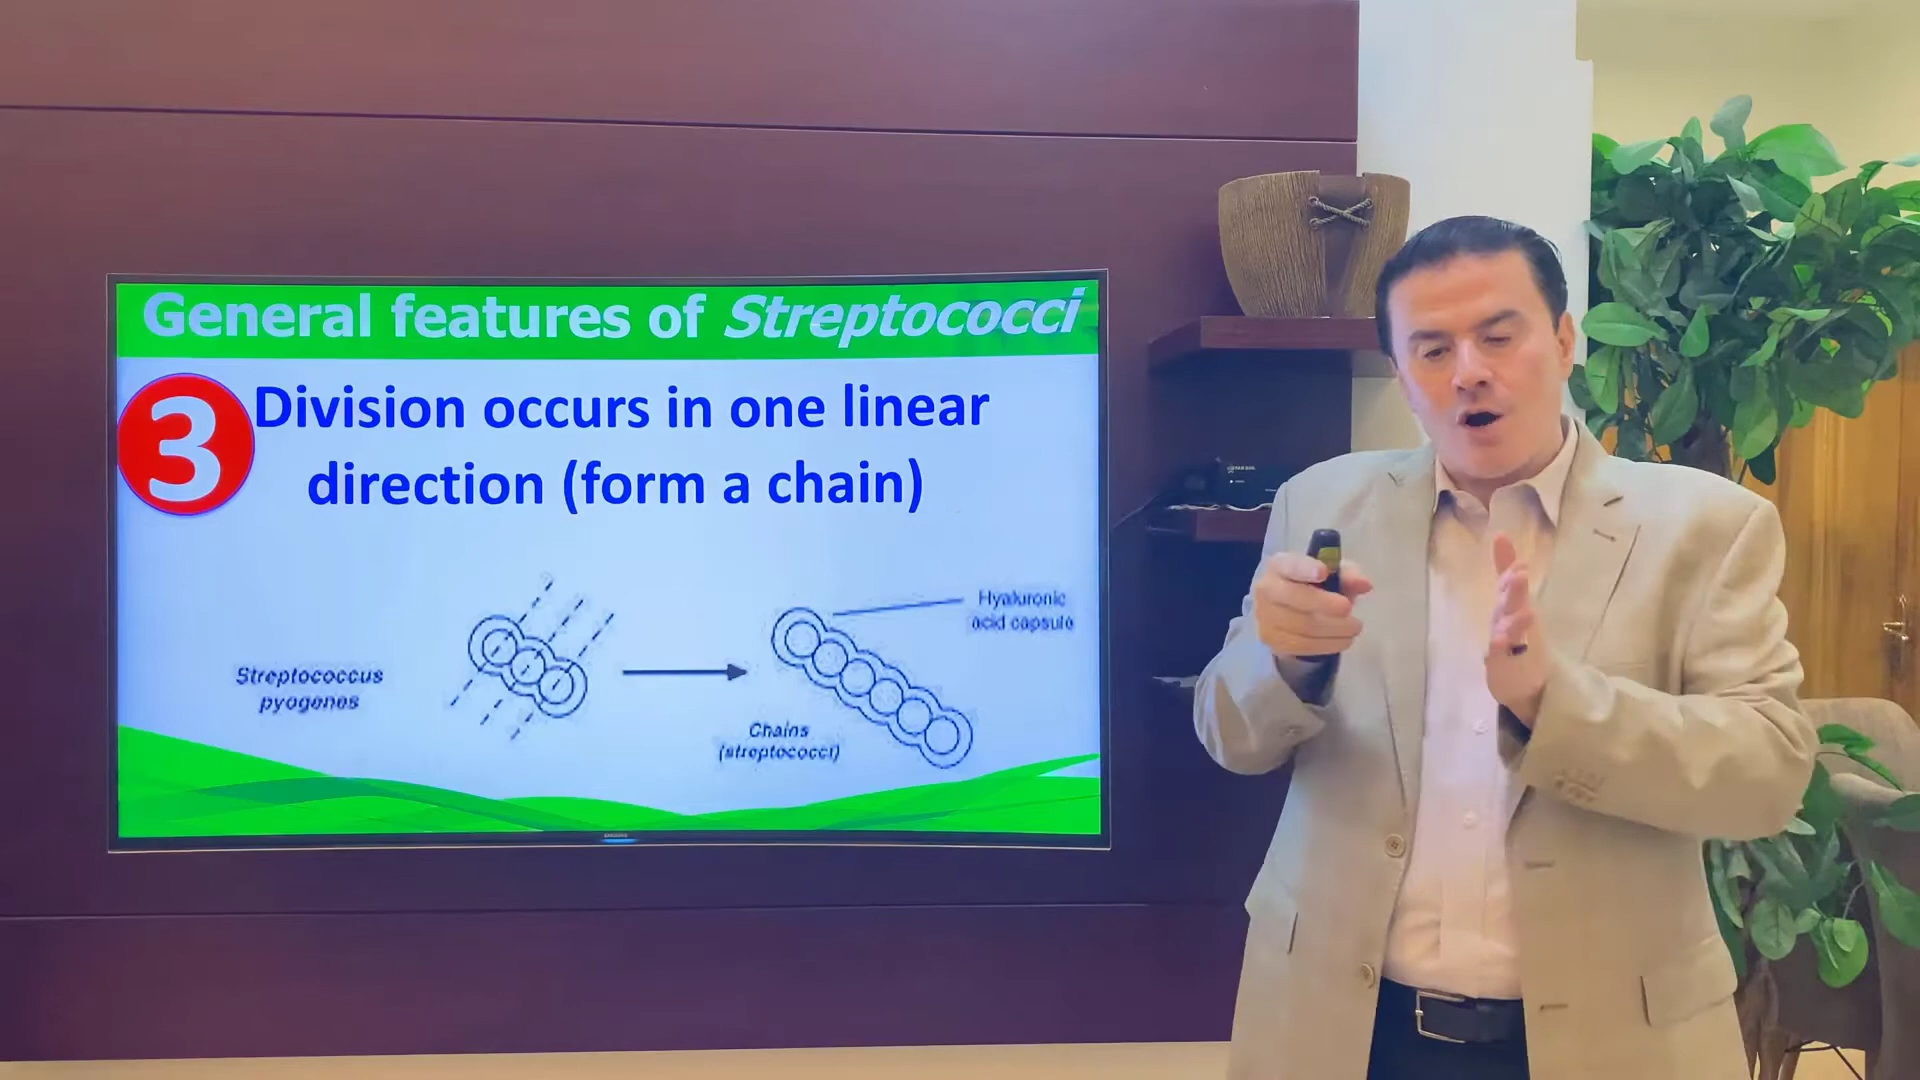 General features of Streptococci
3
Division occurs in one linear
direction (form a chain)
Hyaluronic
acid capsule
Streptococcus
pyogenes
Chains
(streptococci)
SAMSUNG